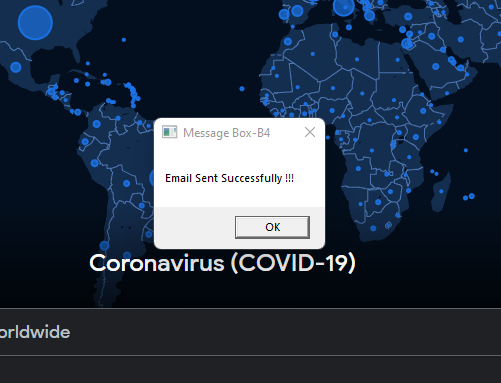 Message Box-B4
Email Sent Successfully !!!
OK
Coronavirus (COVID-19)
orldwide